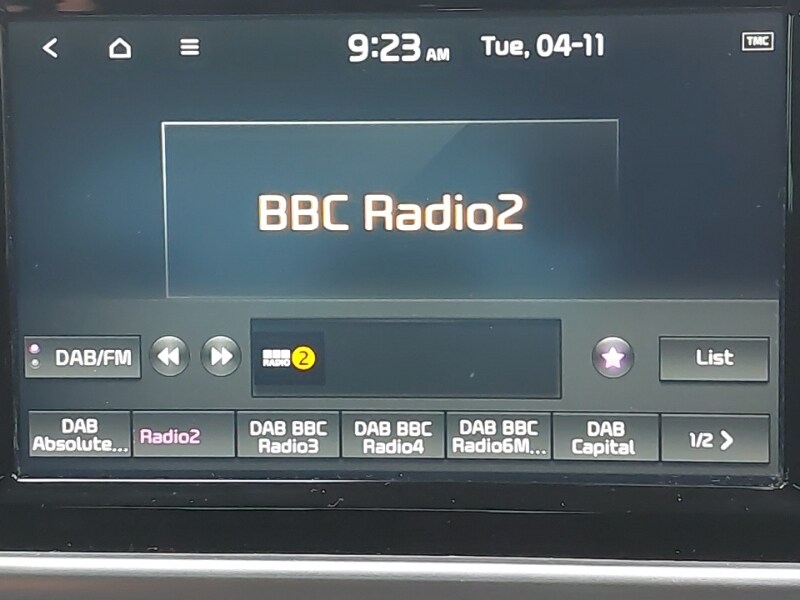 9:23 AM Tue, 04-11 TMC
BBC Radio2
DAB/FM
BBC
RADIO 2
List
DAB
Absolute...
Radio2
DAB BBC
Radio3
DAB BBC
Radio4
DAB BBC
Radio6M...
DAB
Capital
1/2